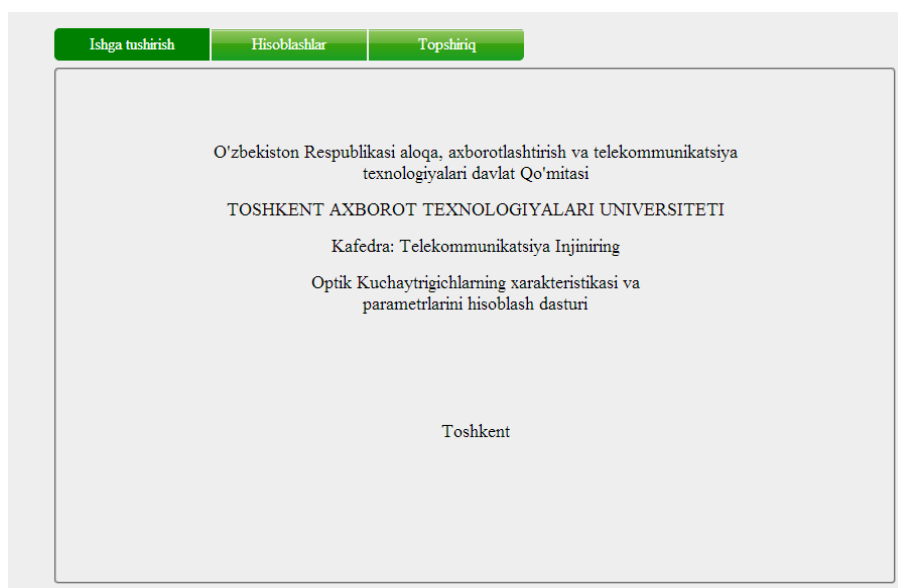 Ishga tushirish
Hisoblashlar
Topshiriq
O'zbekiston Respublikasi aloqa, axborotlashtirish va telekommunikatsiya
texnologiyalari davlat Qo'mitasi
TOSHKENT AXBOROT TEXNOLOGIYALARI UNIVERSITETI
Kafedra: Telekommunikatsiya Injiniring
Optik Kuchaytrigichlarning xarakteristikasi va
parametrlarini hisoblash dasturi
Toshkent